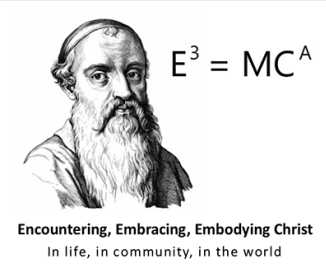 E³ = MCᴬ
Encountering, Embracing, Embodying Christ
In life, in community, in the world